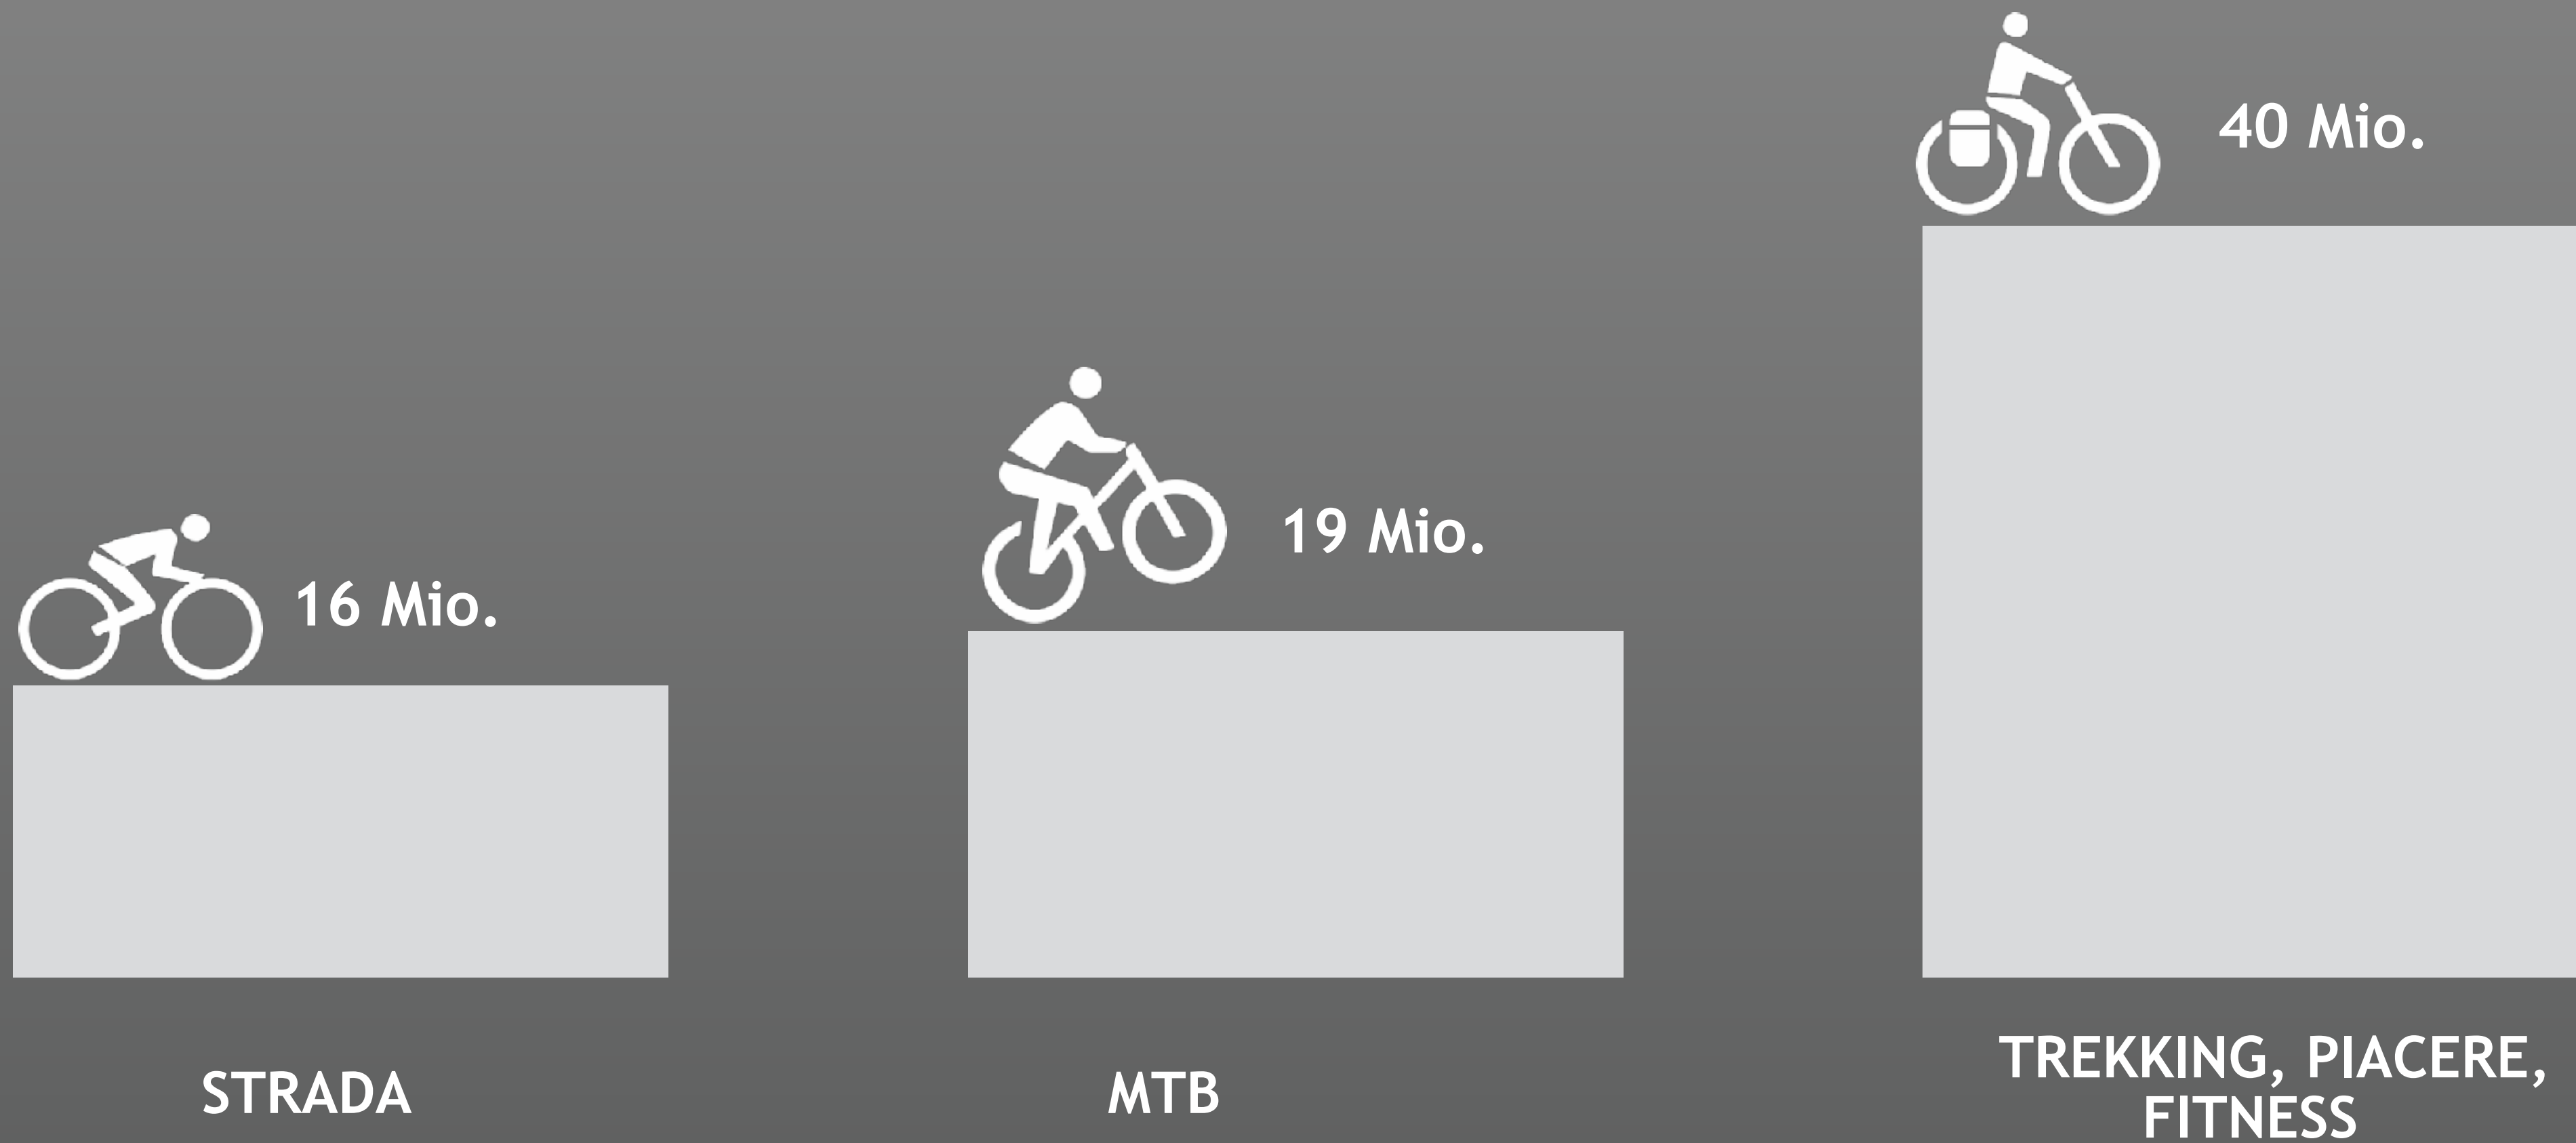 40 Mio.
19 Mio.
16 Mio.
STRADA
MTB
TREKKING, PIACERE,
FITNESS